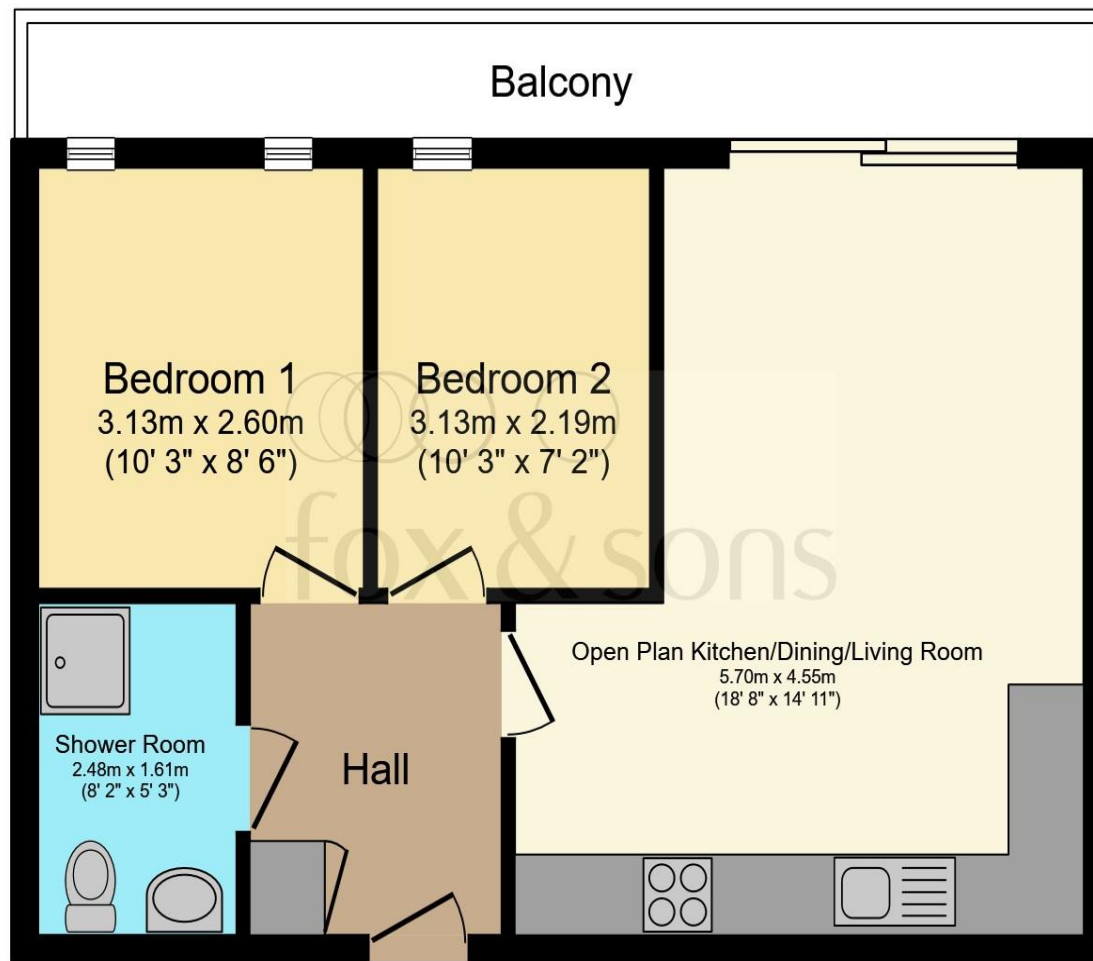 Balcony
Bedroom 1
3.13m x 2.60m
(10' 3" x 8' 6")
Bedroom 2
3.13m x 2.19m
(10' 3" x 7' 2")
fox & sons
Open Plan Kitchen/Dining/Living Room
5.70m x 4.55m
(18' 8" x 14' 11")
Shower Room
2.48m x 1.61m
(8' 2" x 5' 3")
Hall